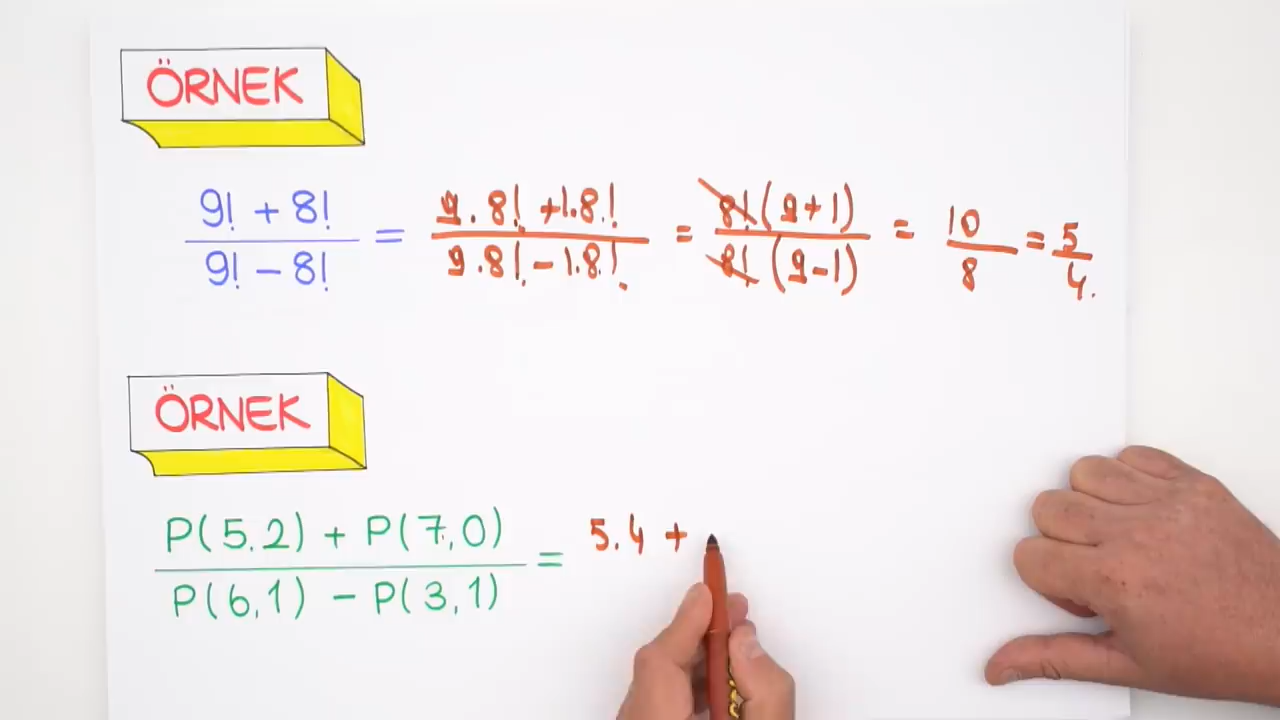 ÖRNEK
9! + 8! / 9! − 8! = 9.8! + 1.8! / 9.8! − 1.8! = 8!(9+1) / 8!(9−1) = 10/8 = 5/4.
ÖRNEK
P(5,2) + P(7,0) / P(6,1) − P(3,1) = 5.4 +